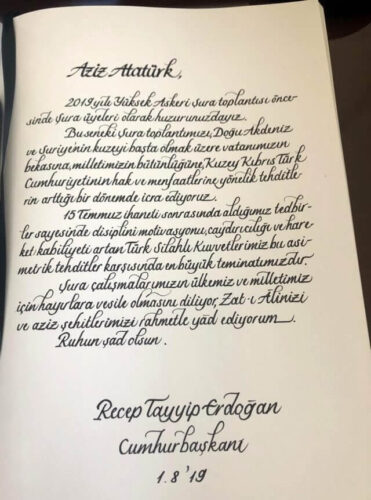 Aziz Atatürk,
2019 yılı Yüksek Askeri Şura toplantısı önce-
sinde Şura üyeleri olarak huzurunuzdayız.
Bu seneki Şura toplantımızı, Doğu Akdeniz
ve Suriyenin kuzeyi başta olmak üzere vatanımızın
bekasına, milletimizin bütünlüğüne, Kuzey Kıbrıs Türk
Cumhuriyetinin hak ve menfaatlerine yönelik tehditle-
rin arttığı bir dönemde icra ediyoruz.
15 Temmuz ihaneti sonrasında aldığımız tedbir-
ler sayesinde disiplini motivasyonu, caydırıcılığı ve hare-
ket kabiliyeti artan Türk Silahlı Kuvvetlerimiz bu asi-
metrik tehditler karşısında en büyük teminatımızdır.
Şura çalışmalarımızın ülkemiz ve milletimiz
için hayırlara vesile olmasını diliyor, Zat-ı Alinizi
ve aziz şehitlerimizi rahmetle yâd ediyorum.
Ruhun şad olsun.
Recep Tayyip Erdoğan
Cumhurbaşkanı
1.8'19